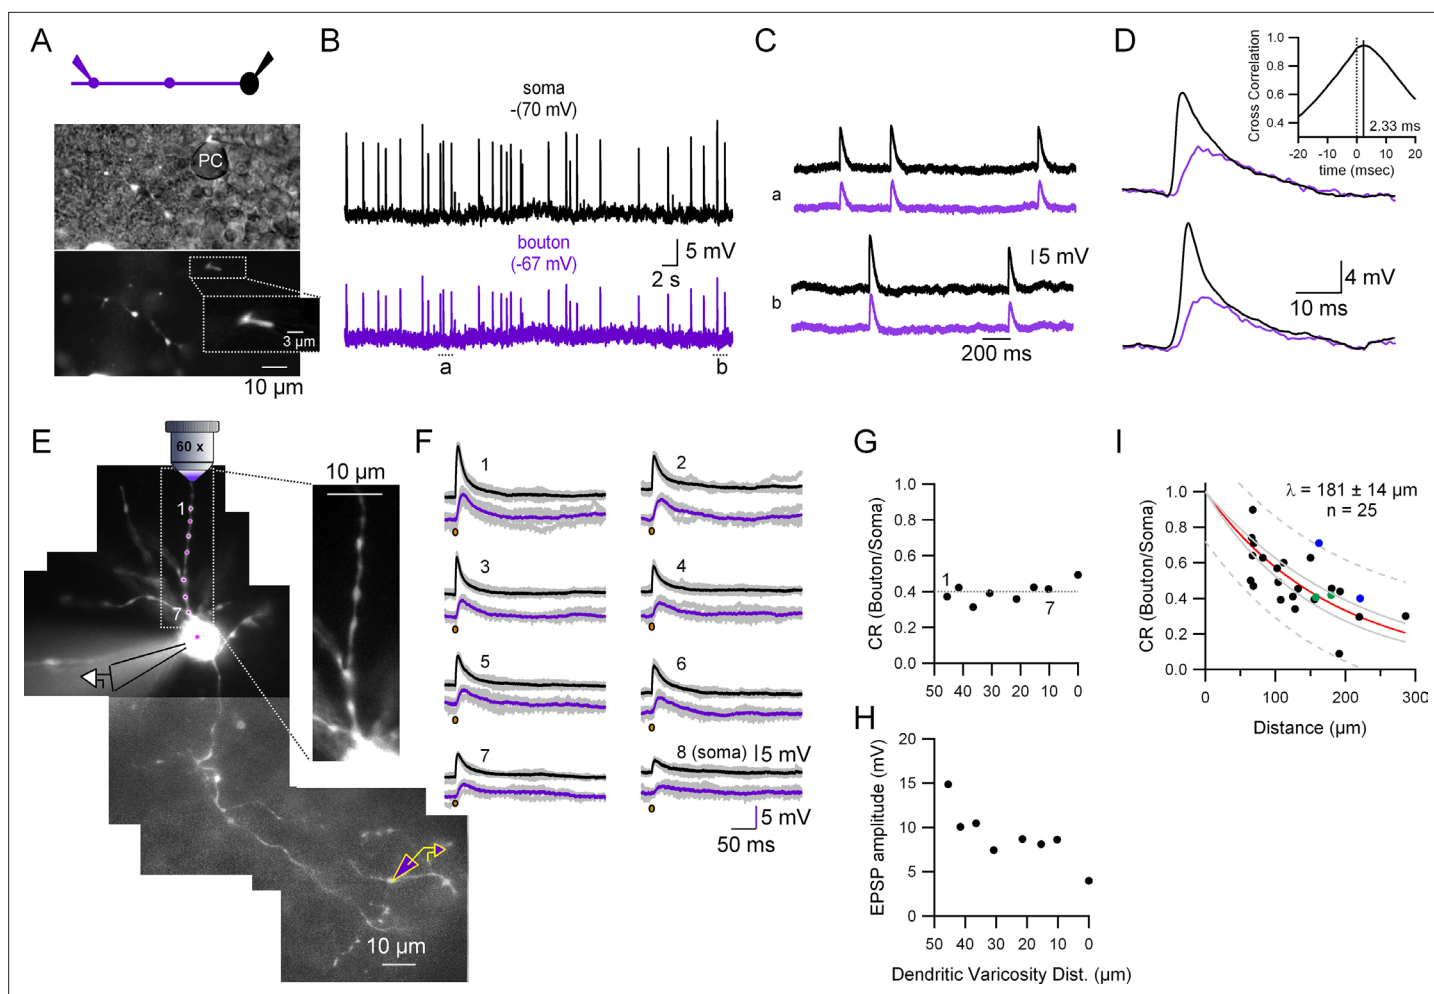 A
PC
3 µm
10 µm
B
soma
-(70 mV)
5 mV
2 s
bouton
(-67 mV)
a
b
C
a
b
5 mV
200 ms
D
Cross Correlation
1.0
0.8
0.6
0.4
2.33 ms
-20
-10
0
10
20
time (msec)
4 mV
10 ms
E
60 x
10 µm
1
7
10 µm
F
1
2
3
4
5
6
7
8 (soma)
5 mV
5 mV
50 ms
G
CR (Bouton/Soma)
1.0
0.8
0.6
0.4
0.2
0.0
1
7
50
40
30
20
10
0
H
EPSP amplitude (mV)
20
15
10
5
0
50
40
30
20
10
0
Dendritic Varicosity Dist. (µm)
I
λ = 181 ± 14 µm
n = 25
CR (Bouton/Soma)
1.0
0.8
0.6
0.4
0.2
0.0
0
100
200
300
Distance (µm)